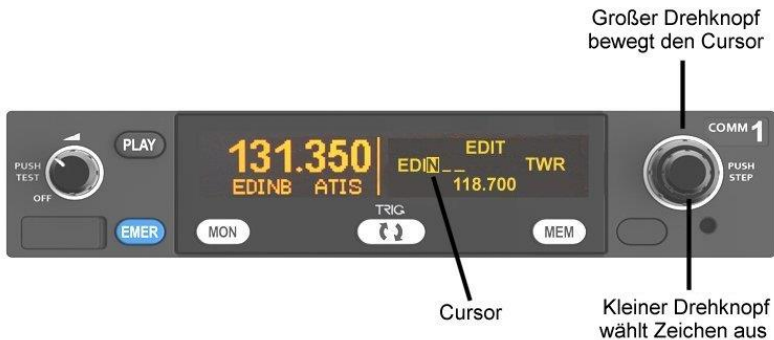 Großer Drehknopf
bewegt den Cursor
COMM 1
PUSH
TEST
OFF
PLAY
131.350
EDINB ATIS
EDIT
EDIN_ _ TWR
118.700
PUSH
STEP
EMER
MON
TRIG
MEM
Cursor
Kleiner Drehknopf
wählt Zeichen aus